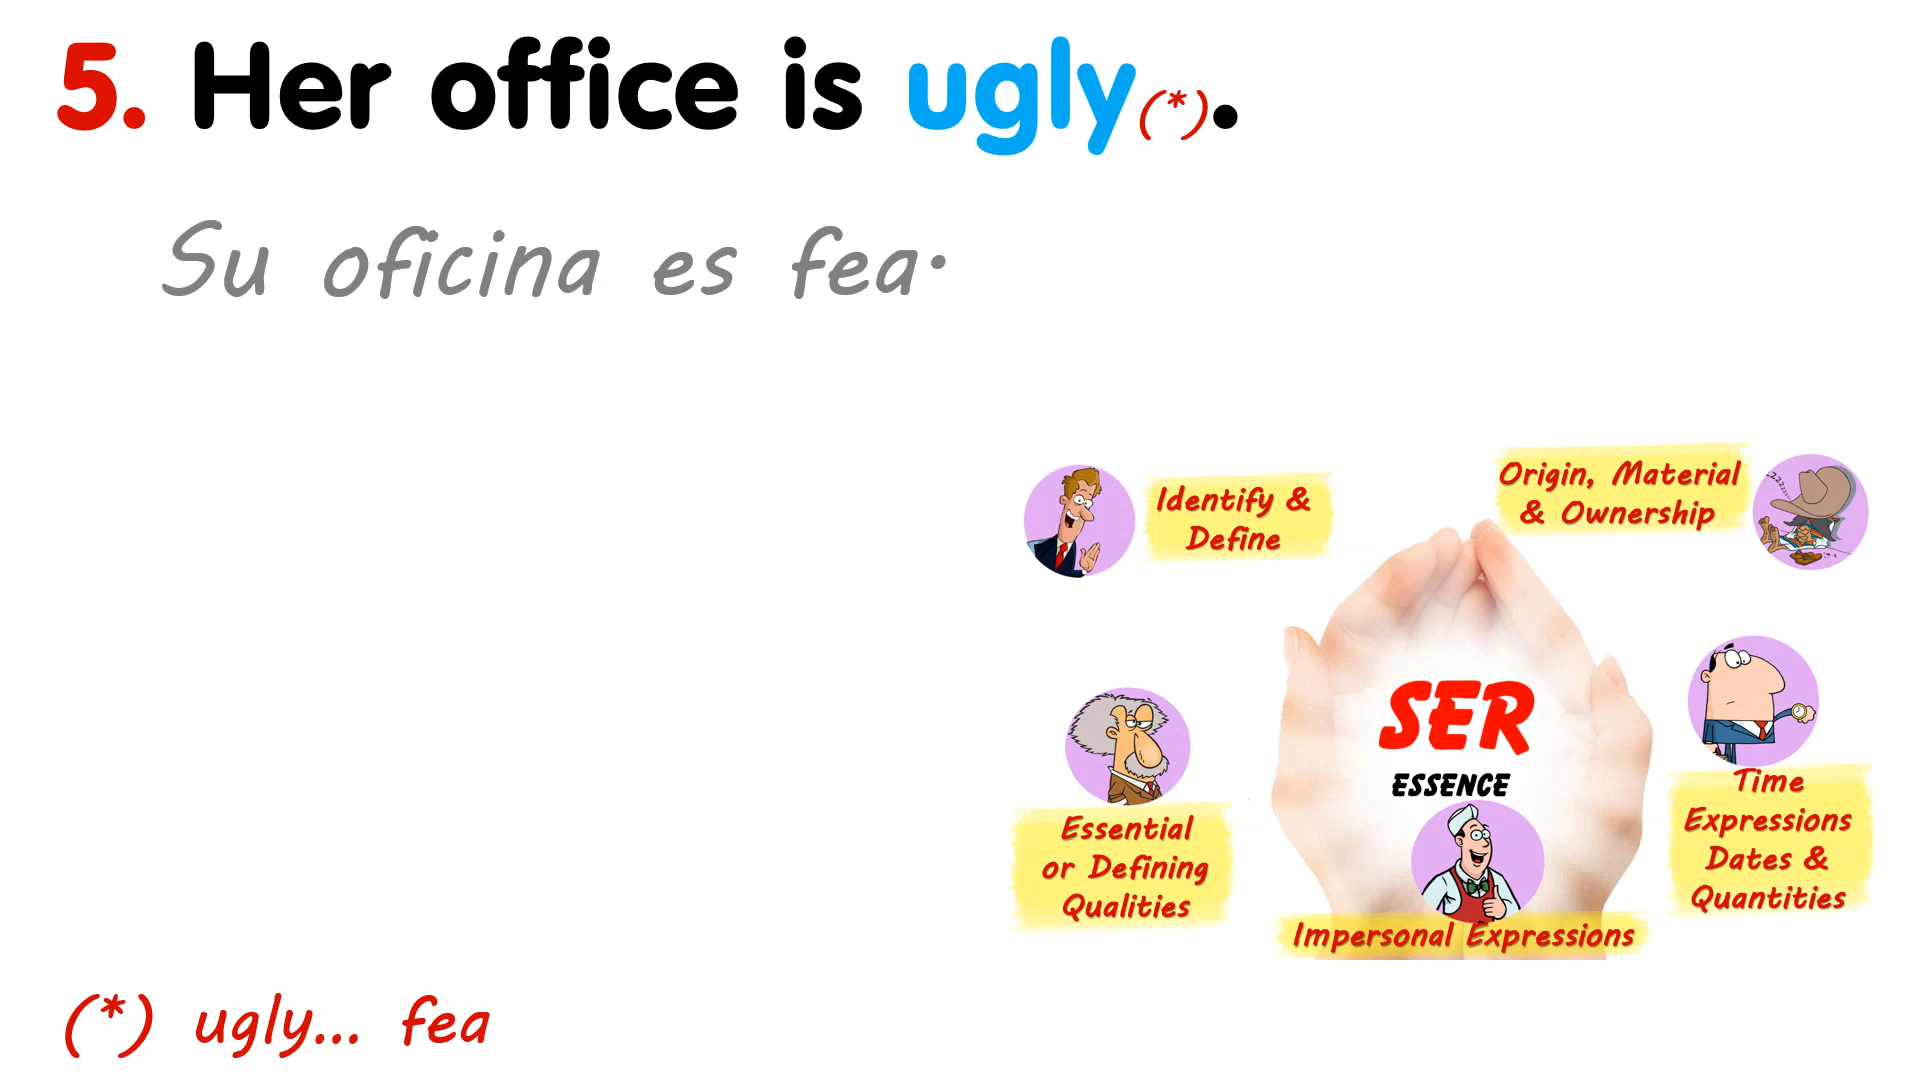 5. Her office is ugly(*).
Su oficina es fea.
Identify &
Define
Origin, Material
& Ownership
zzzzz
SER
ESSENCE
Essential
or Defining
Qualities
Time
Expressions
Dates &
Quantities
Impersonal Expressions
(*) ugly... fea